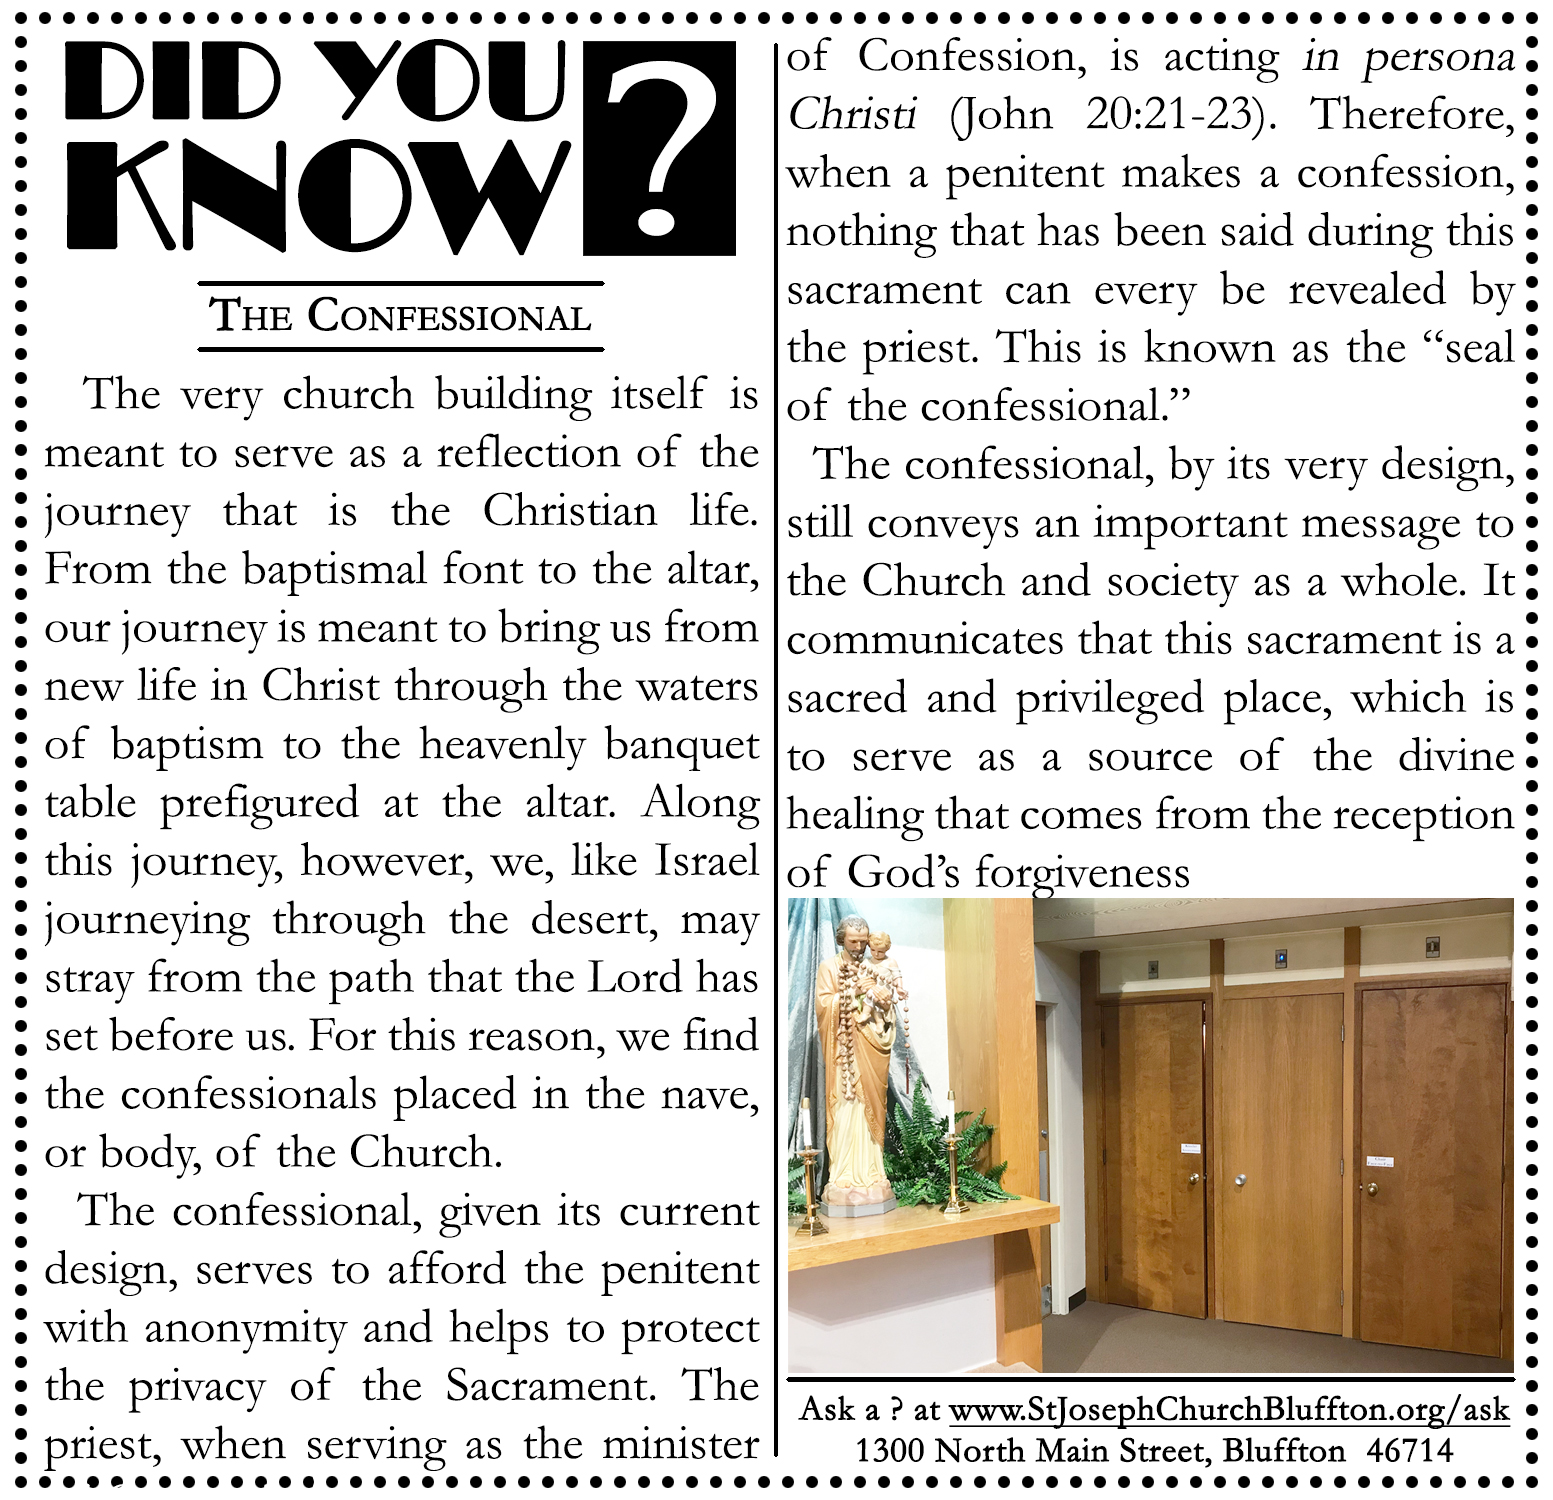 DID YOU
KNOW?
THE CONFESSIONAL
The very church building itself is
meant to serve as a reflection of the
journey that is the Christian life.
From the baptismal font to the altar,
our journey is meant to bring us from
new life in Christ through the waters
of baptism to the heavenly banquet
table prefigured at the altar. Along
this journey, however, we, like Israel
journeying through the desert, may
stray from the path that the Lord has
set before us. For this reason, we find
the confessionals placed in the nave,
or body, of the Church.
The confessional, given its current
design, serves to afford the penitent
with anonymity and helps to protect
the privacy of the Sacrament. The
priest, when serving as the minister
of Confession, is acting in persona
Christi (John 20:21-23). Therefore,
when a penitent makes a confession,
nothing that has been said during this
sacrament can every be revealed by
the priest. This is known as the “seal
of the confessional.”
The confessional, by its very design,
still conveys an important message to
the Church and society as a whole. It
communicates that this sacrament is a
sacred and privileged place, which is
to serve as a source of the divine
healing that comes from the reception
of God’s forgiveness
Ask a ? at www.StJosephChurchBluffton.org/ask
1300 North Main Street, Bluffton 46714